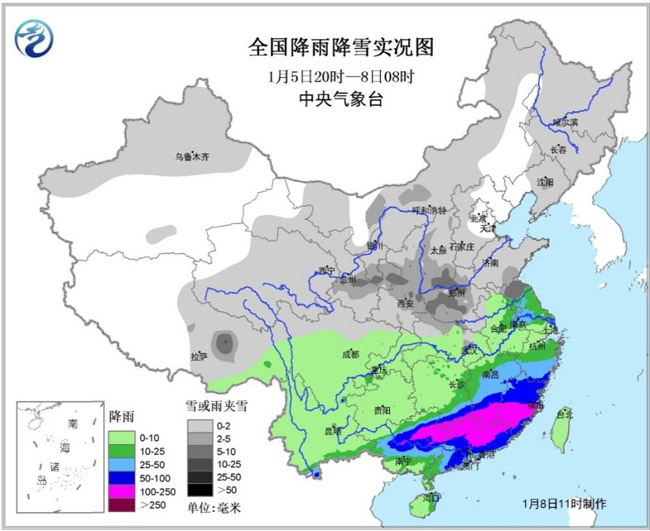 全国降雨降雪实况图
1月5日20时—8日08时
中央气象台
哈尔滨
长春
乌鲁木齐
沈阳
呼和浩特
北京
天津
银川
太原
石家庄
济南
西宁
兰州
西安
郑州
拉萨
成都
重庆
武汉
合肥
南京
上海
杭州
南昌
长沙
贵阳
昆明
福州
台北
南宁
香港
澳门
海口
南
海
诸
岛
降雨
0-10
10-25
25-50
50-100
100-250
>250
雪或雨夹雪
0-2
2-5
5-10
10-25
25-50
>50
单位:毫米
1月8日11时制作